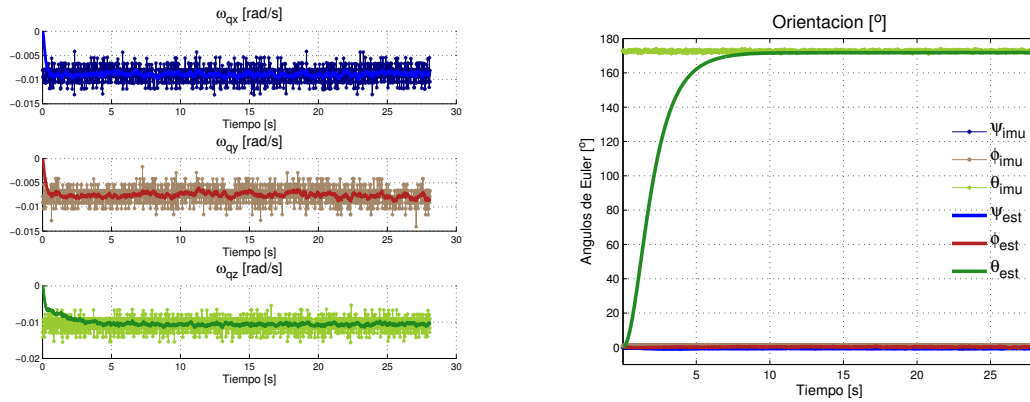 ω_qx [rad/s]
0
−0.005
−0.01
−0.015
0 5 10 15 20 25 30
Tiempo [s]
ω_qy [rad/s]
0
−0.005
−0.01
−0.015
0 5 10 15 20 25 30
Tiempo [s]
ω_qz [rad/s]
0
−0.01
−0.02
0 5 10 15 20 25 30
Tiempo [s]
Orientacion [º]
Angulos de Euler [º]
180
160
140
120
100
80
60
40
20
0
5 10 15 20 25
Tiempo [s]
ψ_imu
ϕ_imu
θ_imu
ψ_est
ϕ_est
θ_est